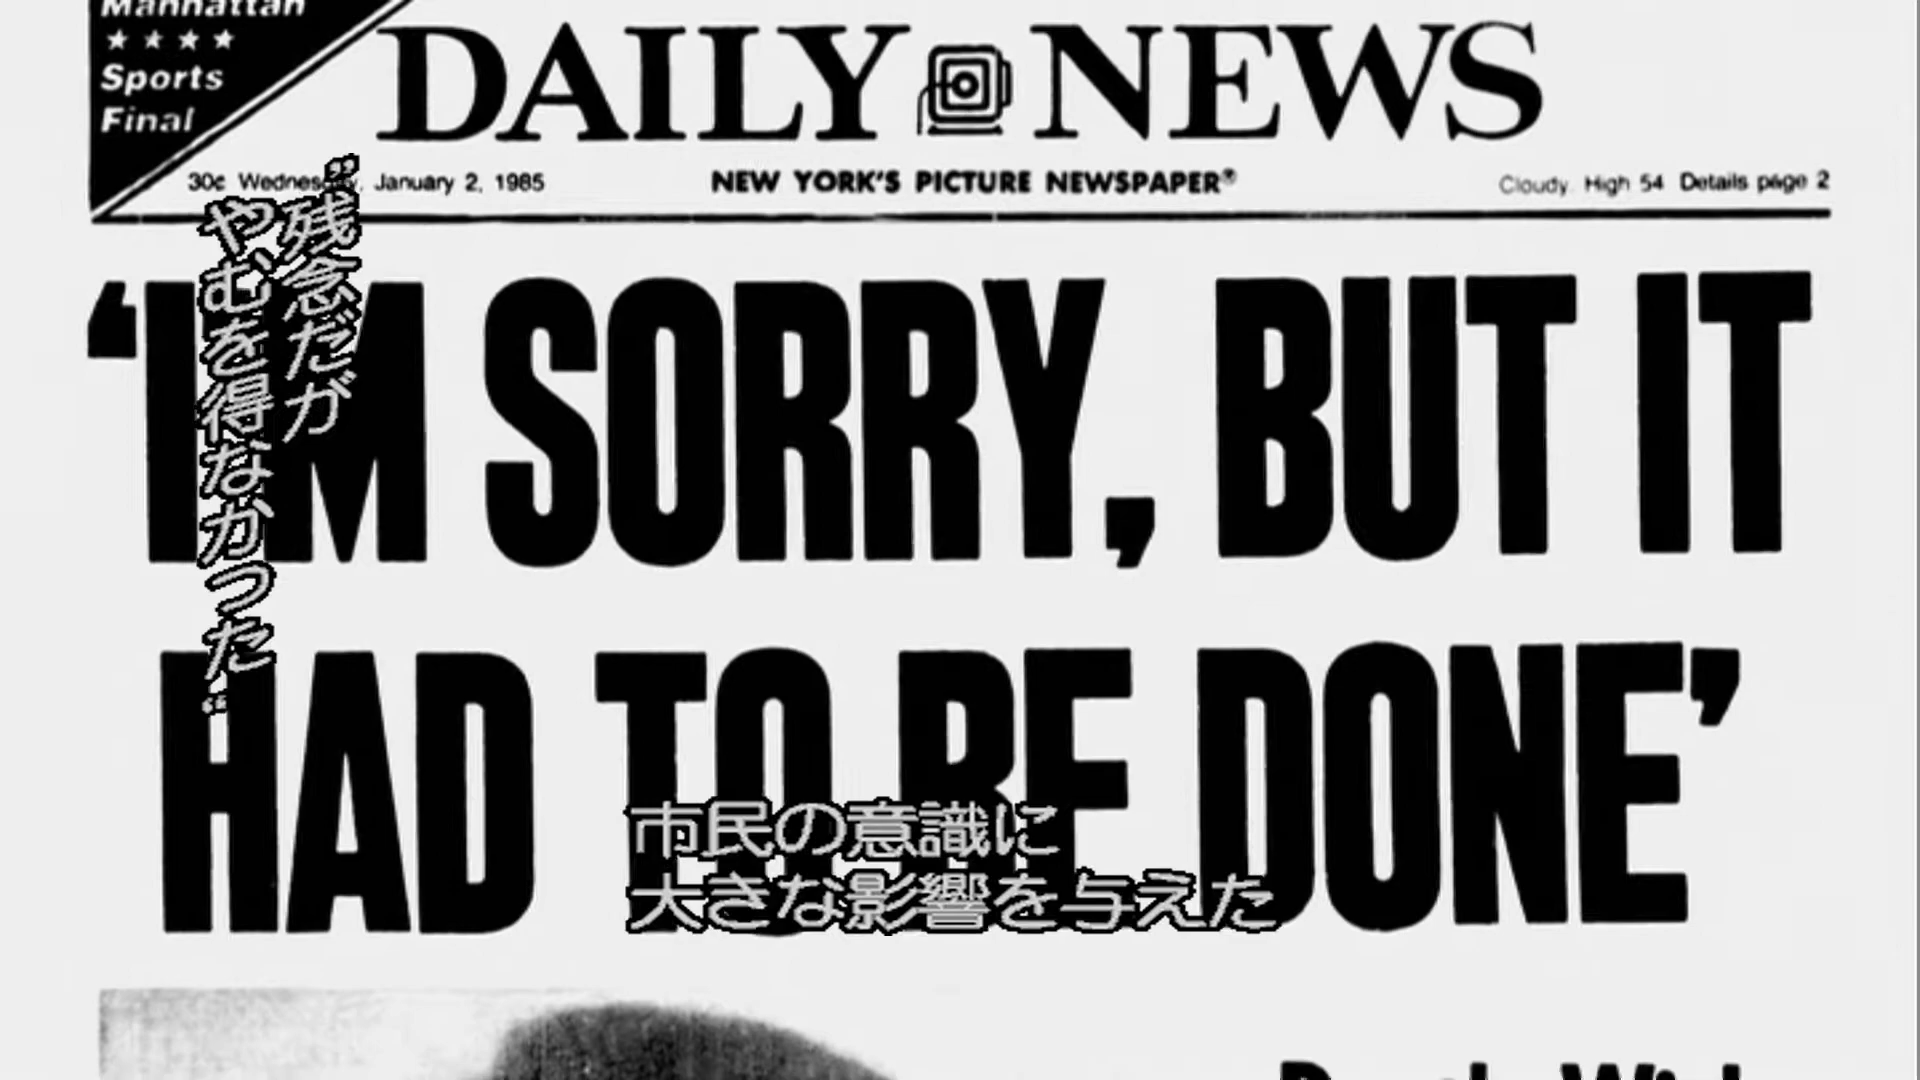 Manhattan
★ ★ ★ ★
Sports
Final
DAILY NEWS
30¢ Wednesday, January 2, 1985
NEW YORK'S PICTURE NEWSPAPER®
Cloudy. High 54 Details page 2
‘I'M SORRY, BUT IT
HAD TO BE DONE’
“残念だが
やむを得なかった“
市民の意識に
大きな影響を与えた